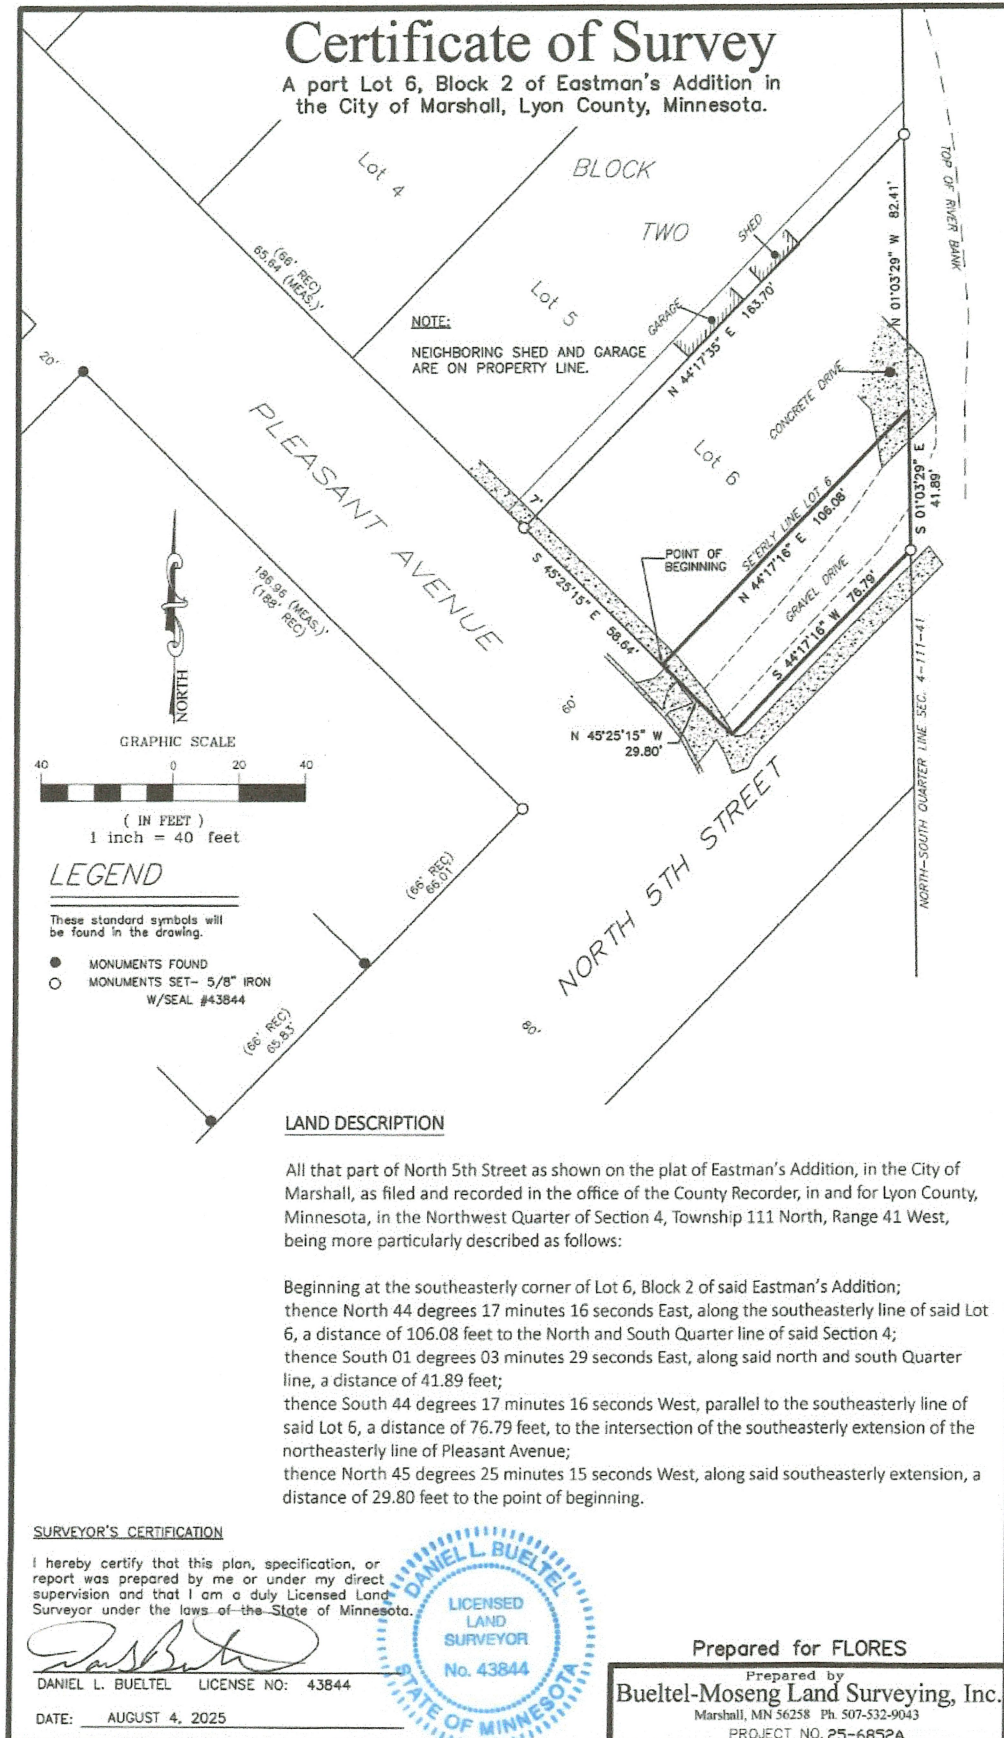 Certificate of Survey
A part Lot 6, Block 2 of Eastman's Addition in
the City of Marshall, Lyon County, Minnesota.
Lot 4
BLOCK
TWO
Lot 5
(66' REC)
65.64 (MEAS.)'
SHED
GARAGE
NOTE:
NEIGHBORING SHED AND GARAGE
ARE ON PROPERTY LINE.
N 44°17'35" E 163.70'
N 01°03'29" W 82.41'
TOP OF RIVER BANK
20'
PLEASANT AVENUE
CONCRETE DRIVE
Lot 6
7'
S 45°25'15" E 58.64'
POINT OF
BEGINNING
SE'ERLY LINE LOT 6
N 44°17'16" E 106.08'
GRAVEL DRIVE
S 44°17'16" W 76.79'
S 01°03'29" E
41.89'
186.96 (MEAS.)'
(188' REC)
60'
N 45°25'15" W
29.80'
NORTH
GRAPHIC SCALE
40 0 20 40
( IN FEET )
1 inch = 40 feet
NORTH 5TH STREET
NORTH-SOUTH QUARTER LINE SEC. 4-111-41
(66' REC)
66.01'
LEGEND
These standard symbols will
be found in the drawing.
MONUMENTS FOUND
MONUMENTS SET- 5/8" IRON
W/SEAL #43844
(66' REC)
65.83'
80'
LAND DESCRIPTION
All that part of North 5th Street as shown on the plat of Eastman's Addition, in the City of
Marshall, as filed and recorded in the office of the County Recorder, in and for Lyon County,
Minnesota, in the Northwest Quarter of Section 4, Township 111 North, Range 41 West,
being more particularly described as follows:
Beginning at the southeasterly corner of Lot 6, Block 2 of said Eastman's Addition;
thence North 44 degrees 17 minutes 16 seconds East, along the southeasterly line of said Lot
6, a distance of 106.08 feet to the North and South Quarter line of said Section 4;
thence South 01 degrees 03 minutes 29 seconds East, along said north and south Quarter
line, a distance of 41.89 feet;
thence South 44 degrees 17 minutes 16 seconds West, parallel to the southeasterly line of
said Lot 6, a distance of 76.79 feet, to the intersection of the southeasterly extension of the
northeasterly line of Pleasant Avenue;
thence North 45 degrees 25 minutes 15 seconds West, along said southeasterly extension, a
distance of 29.80 feet to the point of beginning.
SURVEYOR'S CERTIFICATION
I hereby certify that this plan, specification, or
report was prepared by me or under my direct
supervision and that I am a duly Licensed Land
Surveyor under the laws of the State of Minnesota.
DANIEL L. BUELTEL LICENSE NO: 43844
DATE: AUGUST 4, 2025
DANIEL L. BUELTEL
LICENSED
LAND
SURVEYOR
No. 43844
STATE OF MINNESOTA
Prepared for FLORES
Prepared by
Bueltel-Moseng Land Surveying, Inc.
Marshall, MN 56258 Ph. 507-532-9043
PROJECT NO. 25-6852A